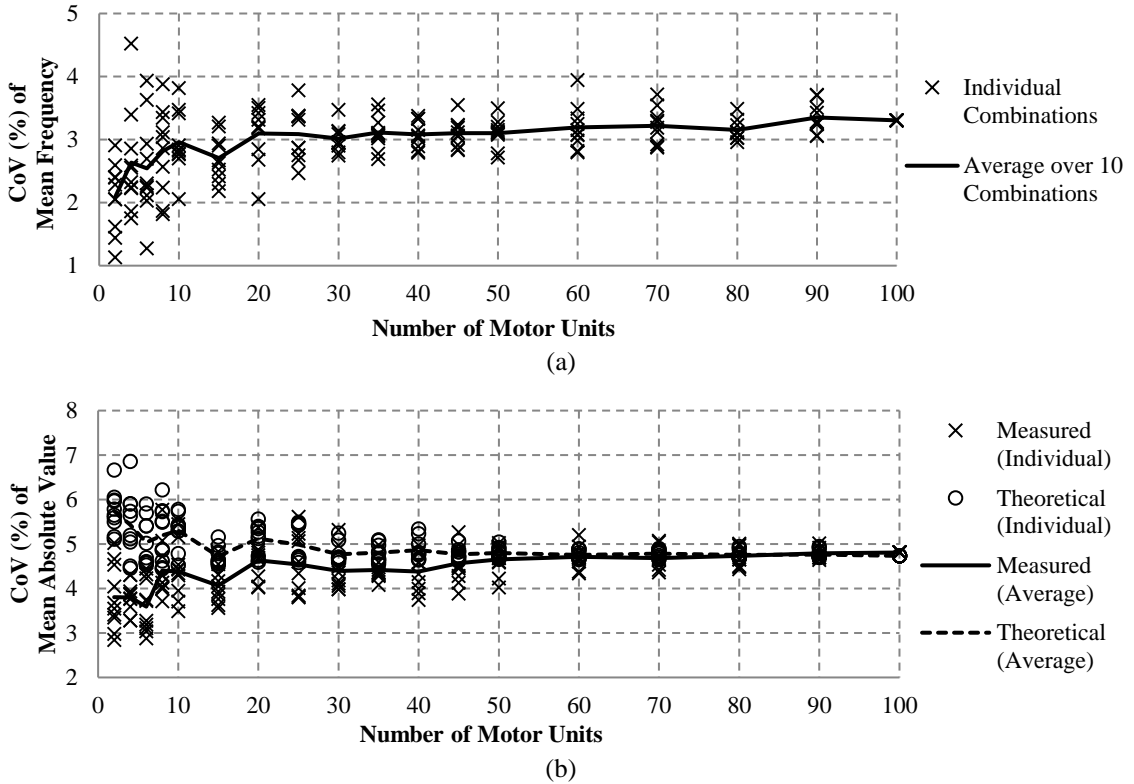 5
4
3
2
1
CoV (%) of
Mean Frequency
0
10
20
30
40
50
60
70
80
90
100
Number of Motor Units
Individual
Combinations
Average over 10
Combinations
(a)
8
7
6
5
4
3
2
CoV (%) of
Mean Absolute Value
0
10
20
30
40
50
60
70
80
90
100
Number of Motor Units
Measured
(Individual)
Theoretical
(Individual)
Measured
(Average)
Theoretical
(Average)
(b)